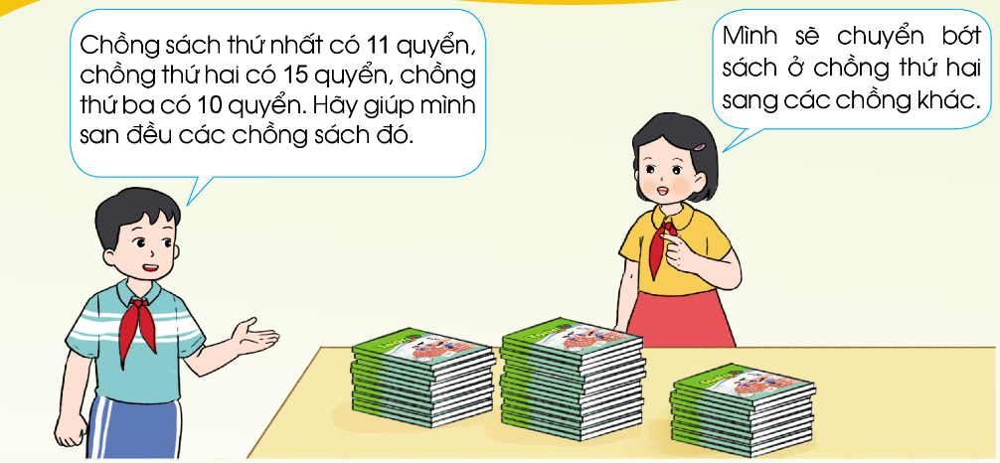 Chồng sách thứ nhất có 11 quyển,
chồng thứ hai có 15 quyển, chồng
thứ ba có 10 quyển. Hãy giúp mình
san đều các chồng sách đó.
Mình sẽ chuyển bớt
sách ở chồng thứ hai
sang các chồng khác.